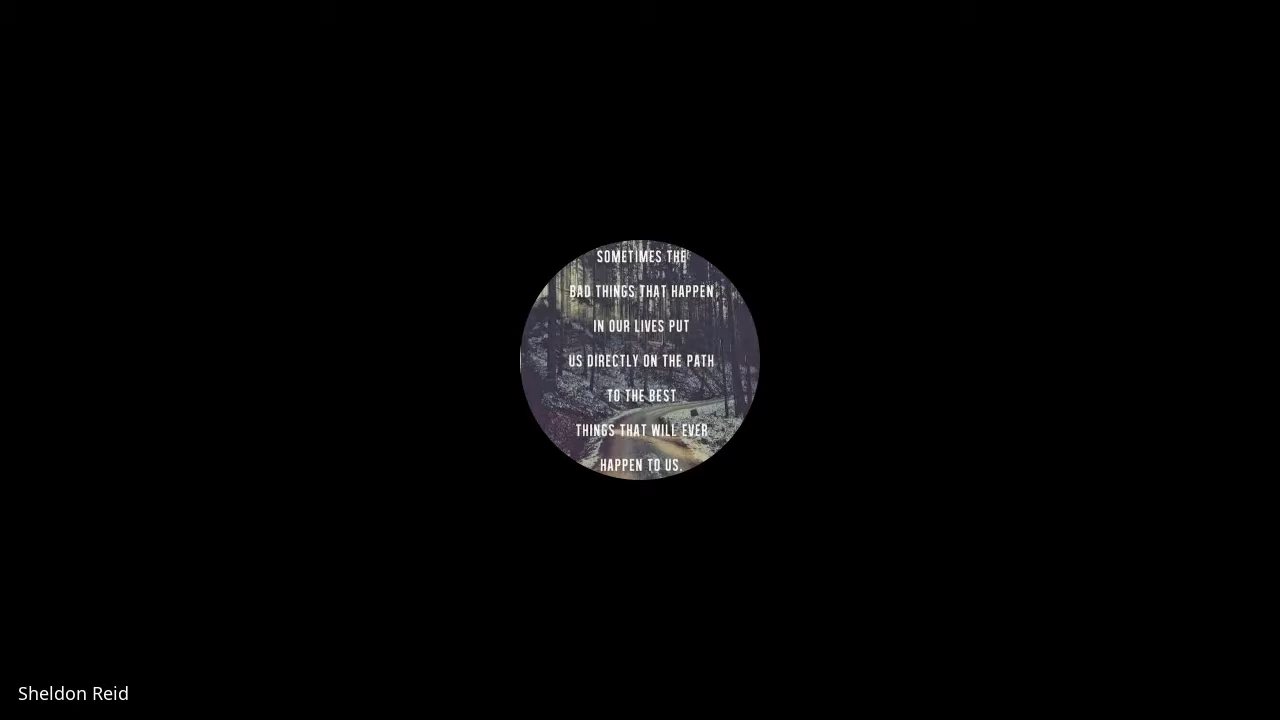 SOMETIMES THE
BAD THINGS THAT HAPPEN
IN OUR LIVES PUT
US DIRECTLY ON THE PATH
TO THE BEST
THINGS THAT WILL EVER
HAPPEN TO US.
Sheldon Reid